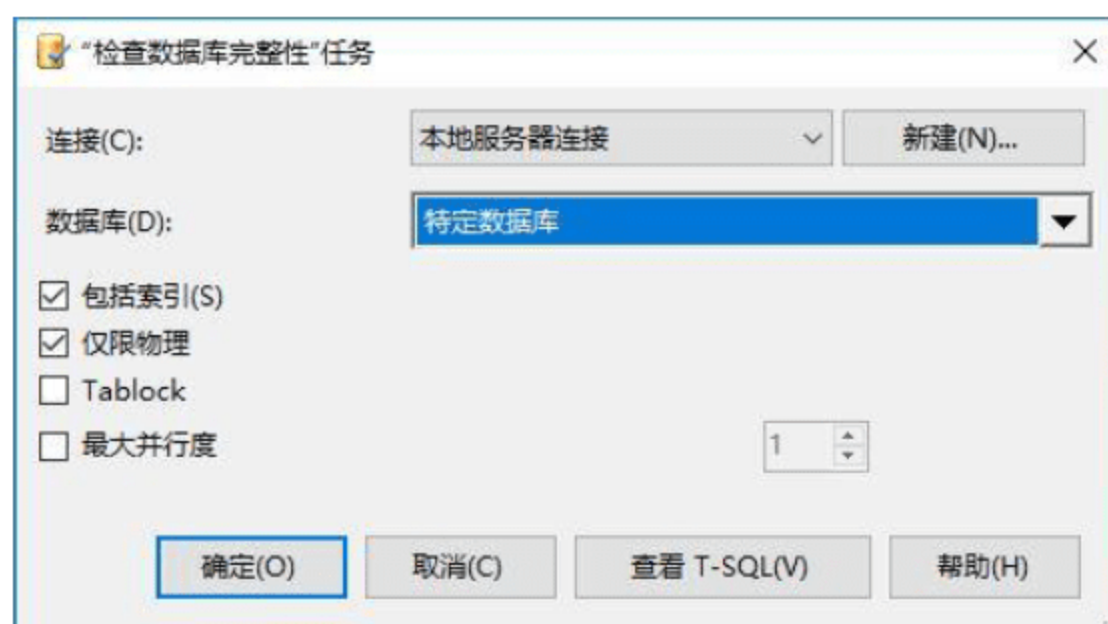 “检查数据库完整性”任务
连接(C): 本地服务器连接 新建(N)...
数据库(D): 特定数据库
包括索引(S)
仅限物理
Tablock
最大并行度 1
确定(O) 取消(C) 查看 T-SQL(V) 帮助(H)